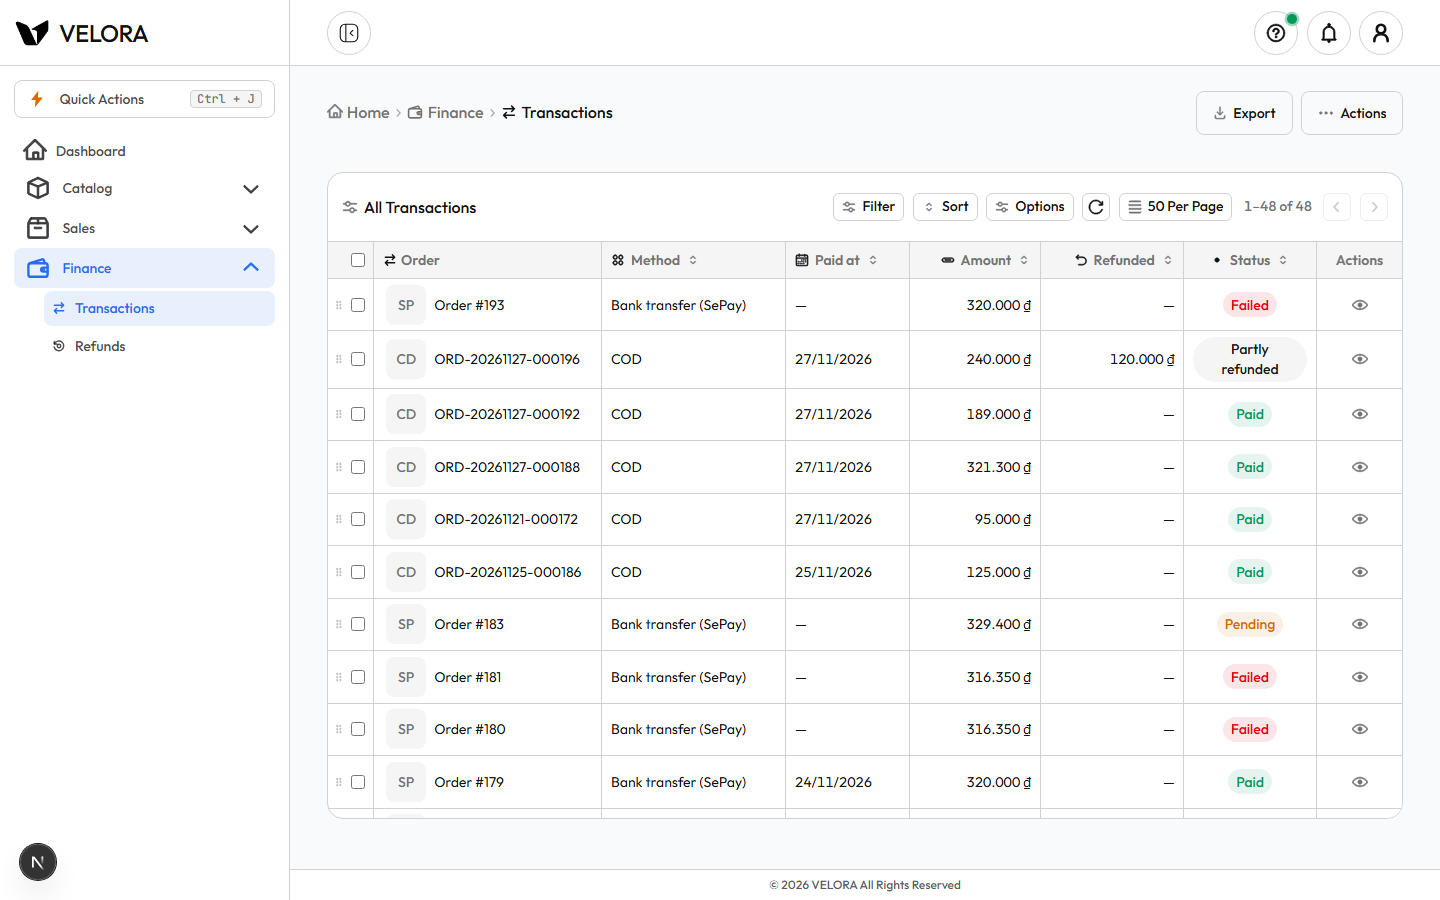 VELORA
Quick Actions Ctrl + J
Dashboard
Catalog
Sales
Finance
Transactions
Refunds
Home > Finance > Transactions
Export
Actions
All Transactions
Filter Sort Options 50 Per Page 1–48 of 48
Order Method Paid at Amount Refunded Status Actions
SP Order #193 Bank transfer (SePay) — 320.000 ₫ — Failed
CD ORD-20261127-000196 COD 27/11/2026 240.000 ₫ 120.000 ₫ Partly refunded
CD ORD-20261127-000192 COD 27/11/2026 189.000 ₫ — Paid
CD ORD-20261127-000188 COD 27/11/2026 321.300 ₫ — Paid
CD ORD-20261121-000172 COD 27/11/2026 95.000 ₫ — Paid
CD ORD-20261125-000186 COD 25/11/2026 125.000 ₫ — Paid
SP Order #183 Bank transfer (SePay) — 329.400 ₫ — Pending
SP Order #181 Bank transfer (SePay) — 316.350 ₫ — Failed
SP Order #180 Bank transfer (SePay) — 316.350 ₫ — Failed
SP Order #179 Bank transfer (SePay) 24/11/2026 320.000 ₫ — Paid
N
© 2026 VELORA All Rights Reserved